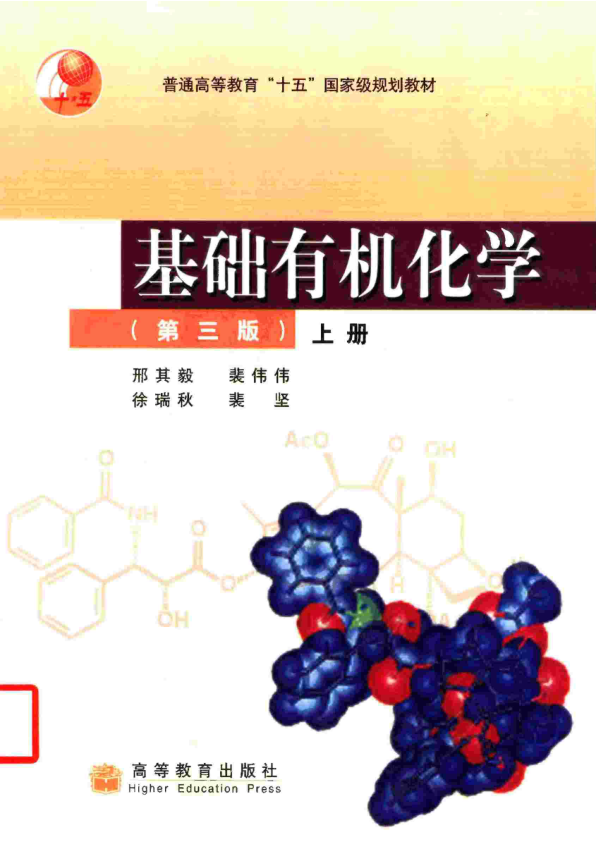 十·五
普通高等教育“十五”国家级规划教材
基础有机化学
(第三版) 上册
邢其毅 裴伟伟
徐瑞秋 裴 坚
AcO O OH
O
NH
O
O
H
OH
高等教育出版社
Higher Education Press